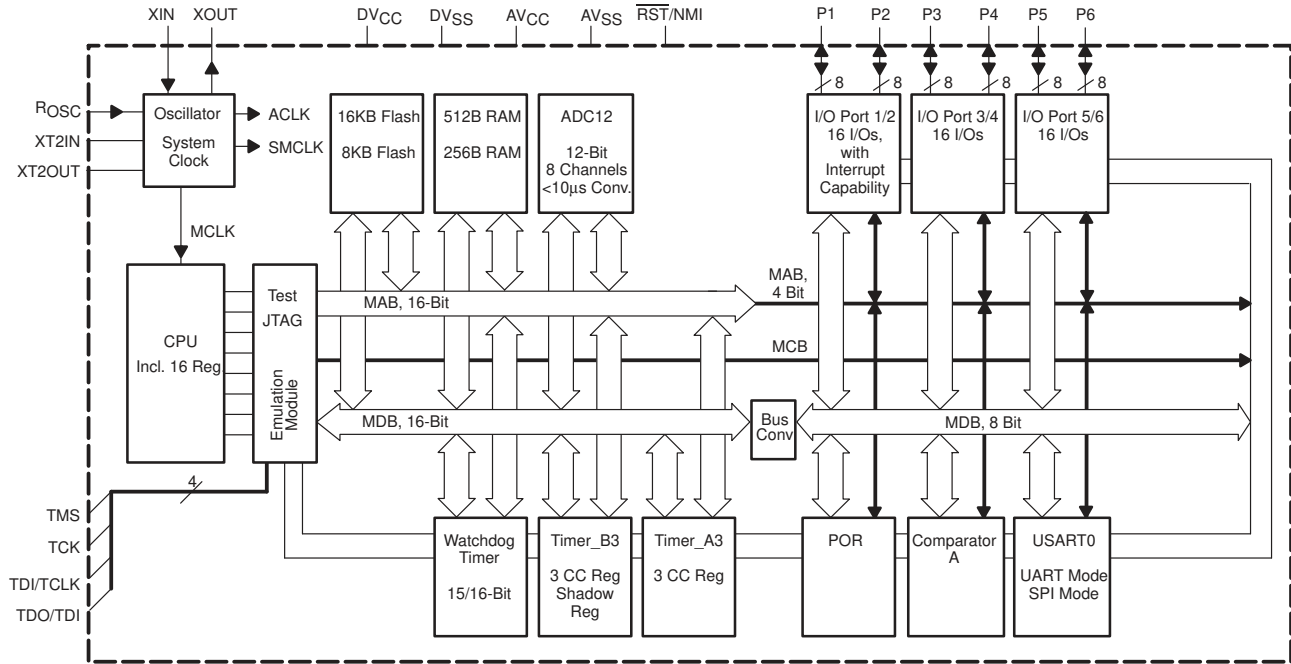 XIN XOUT DVCC DVSS AVCC AVSS RST/NMI P1 P2 P3 P4 P5 P6
8 8 8 8 8 8
ROSC
XT2IN
XT2OUT
Oscillator
System
Clock
ACLK
SMCLK
MCLK
16KB Flash
8KB Flash
512B RAM
256B RAM
ADC12
12-Bit
8 Channels
<10µs Conv.
I/O Port 1/2
16 I/Os,
with
Interrupt
Capability
I/O Port 3/4
16 I/Os
I/O Port 5/6
16 I/Os
CPU
Incl. 16 Reg.
Test
JTAG
Emulation
Module
MAB, 16-Bit
MAB,
4 Bit
MCB
MDB, 16-Bit
Bus
Conv
MDB, 8 Bit
4
TMS
TCK
TDI/TCLK
TDO/TDI
Watchdog
Timer
15/16-Bit
Timer_B3
3 CC Reg
Shadow
Reg
Timer_A3
3 CC Reg
POR
Comparator
A
USART0
UART Mode
SPI Mode